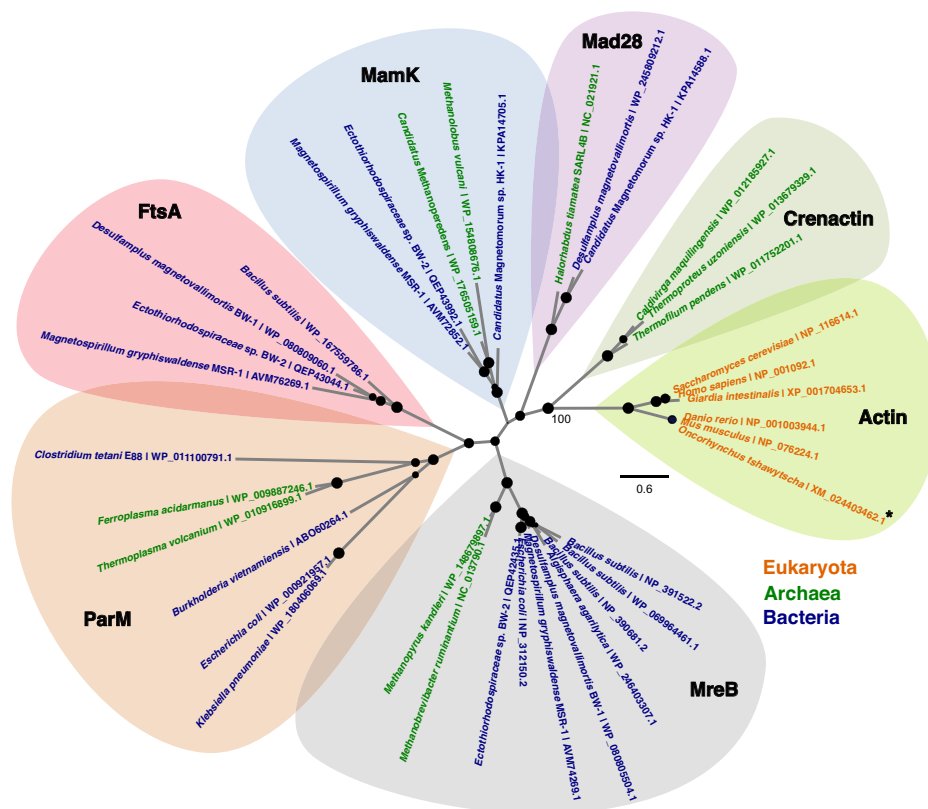 Mad28
MamK
Halorhabdus tiamatea SARL4B | NC_021921.1
Desulfamplus magnetovallimortis | WP_245809212.1
Candidatus Magnetomorum sp. HK-1 | KPA14588.1
Magnetospirillum gryphiswaldense MSR-1 | AVM72852.1
Ectothiorhodospiraceae sp. BW-2 | QEP43992.1
Candidatus Methanoperedens | WP_176505159.1
Methanolobus vulcani | WP_154808676.1
Candidatus Magnetomorum sp. HK-1 | KPA14705.1
Crenactin
Caldivirga maquilingensis | WP_012185927.1
Thermoproteus uzoniensis | WP_013679329.1
Thermofilum pendens | WP_011752201.1
FtsA
Bacillus subtilis | WP_167559786.1
Desulfamplus magnetovallimortis BW-1 | WP_080809060.1
Ectothiorhodospiraceae sp. BW-2 | QEP43044.1
Magnetospirillum gryphiswaldense MSR-1 | AVM76269.1
Actin
Saccharomyces cerevisiae | NP_116614.1
Homo sapiens | NP_001092.1
Giardia intestinalis | XP_001704653.1
Danio rerio | NP_001003944.1
Mus musculus | NP_076224.1
Oncorhynchus tshawytscha | XM_024403462.1
*
100
0.6
Clostridium tetani E88 | WP_011100791.1
Ferroplasma acidarmanus | WP_009887246.1
Thermoplasma volcanium | WP_010916899.1
Burkholderia vietnamiensis | ABO60264.1
Escherichia coli | WP_000921957.1
Klebsiella pneumoniae | WP_180406069.1
ParM
Methanopyrus kandleri | WP_148679897.1
Methanobrevibacter ruminantium | NC_013790.1
Ectothiorhodospiraceae sp. BW-2 | QEP42435.1
Escherichia coli | NP_312150.2
Magnetospirillum gryphiswaldense MSR-1 | AVM74269.1
Desulfamplus magnetovallimortis BW-1 | WP_080805504.1
Algisphaera agarilytica | WP_246403307.1
Bacillus subtilis | NP_390681.2
Bacillus subtilis | WP_069964461.1
Bacillus subtilis | NP_391522.2
MreB
Eukaryota
Archaea
Bacteria